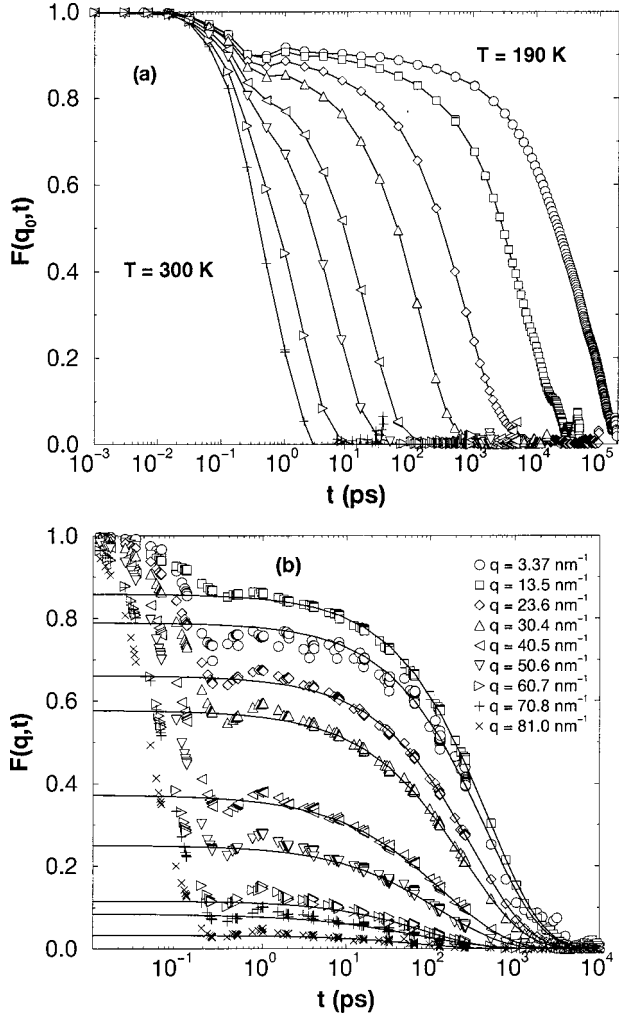 1.0
0.8
0.6
0.4
0.2
0.0
F(q₀,t)
(a)
T = 190 K
T = 300 K
10⁻³ 10⁻² 10⁻¹ 10⁰ 10¹ 10² 10³ 10⁴ 10⁵
t (ps)
1.0
0.8
0.6
0.4
0.2
0.0
F(q,t)
(b)
q = 3.37 nm⁻¹
q = 13.5 nm⁻¹
q = 23.6 nm⁻¹
q = 30.4 nm⁻¹
q = 40.5 nm⁻¹
q = 50.6 nm⁻¹
q = 60.7 nm⁻¹
q = 70.8 nm⁻¹
q = 81.0 nm⁻¹
10⁻¹ 10⁰ 10¹ 10² 10³ 10⁴
t (ps)